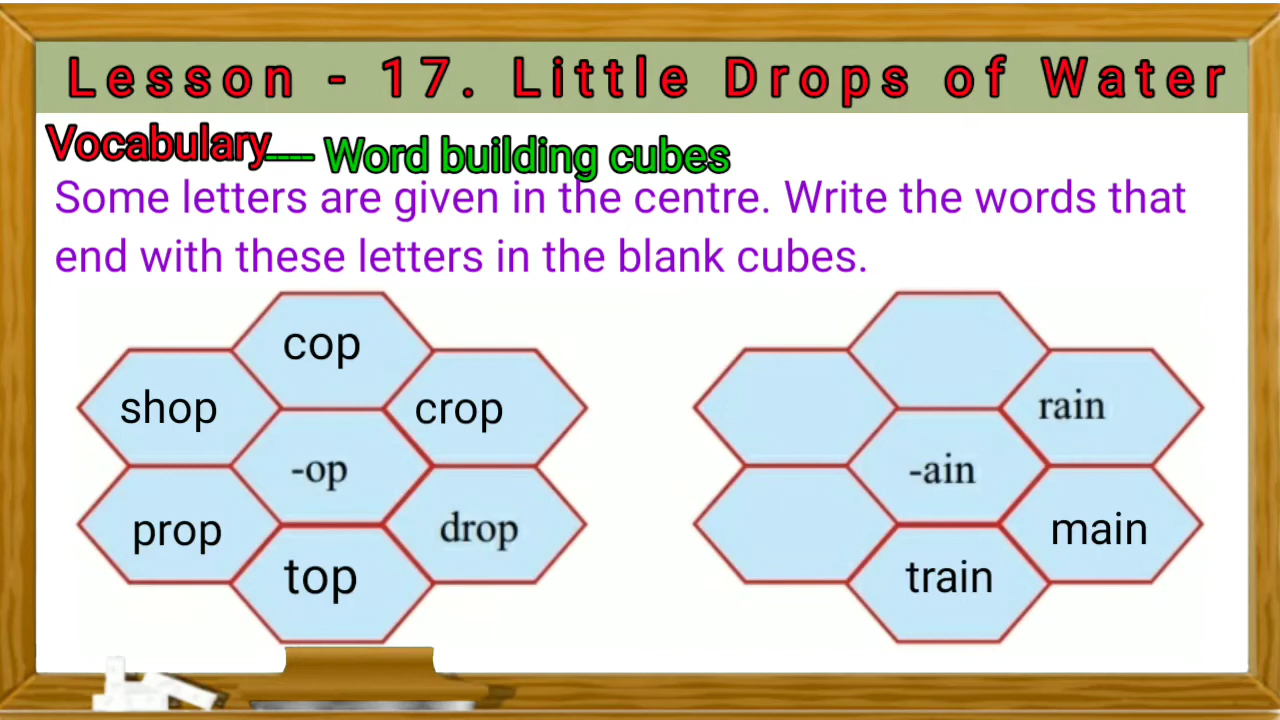 Lesson - 17. Little Drops of Water
Vocabulary---- Word building cubes
Some letters are given in the centre. Write the words that
end with these letters in the blank cubes.
cop
shop
crop
-op
prop
drop
top
rain
-ain
main
train